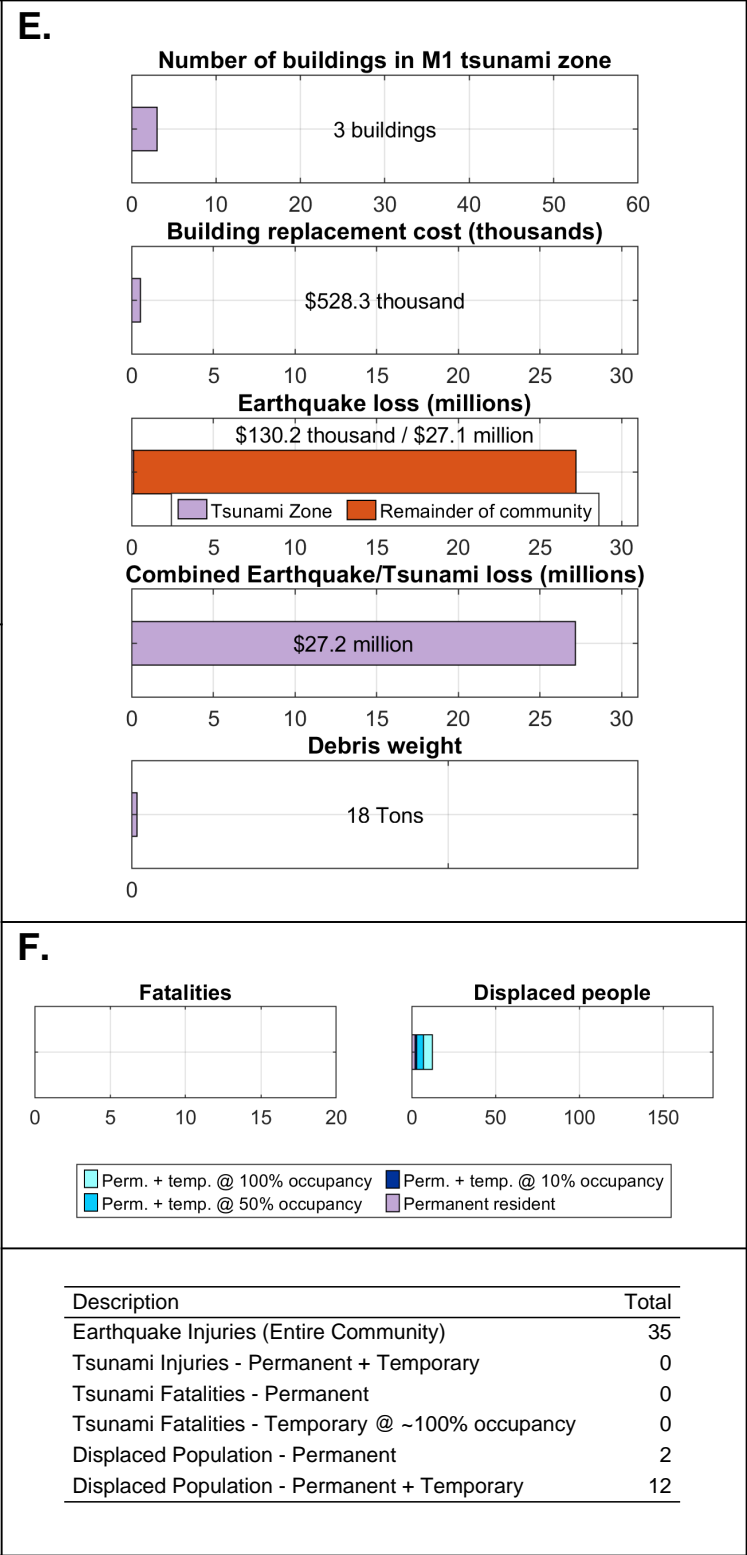 E.
Number of buildings in M1 tsunami zone
3 buildings
0 10 20 30 40 50 60
Building replacement cost (thousands)
$528.3 thousand
0 5 10 15 20 25 30
Earthquake loss (millions)
$130.2 thousand / $27.1 million
Tsunami Zone Remainder of community
0 5 10 15 20 25 30
Combined Earthquake/Tsunami loss (millions)
$27.2 million
0 5 10 15 20 25 30
Debris weight
18 Tons
0
F.
Fatalities Displaced people
0 5 10 15 20 0 50 100 150
Perm. + temp. @ 100% occupancy Perm. + temp. @ 10% occupancy
Perm. + temp. @ 50% occupancy Permanent resident
Description Total
Earthquake Injuries (Entire Community) 35
Tsunami Injuries - Permanent + Temporary 0
Tsunami Fatalities - Permanent 0
Tsunami Fatalities - Temporary @ ~100% occupancy 0
Displaced Population - Permanent 2
Displaced Population - Permanent + Temporary 12